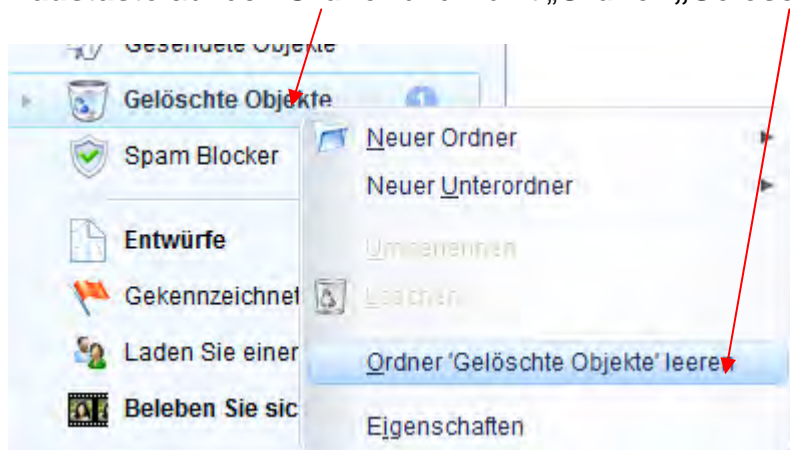 Gesendete Objekte
Gelöschte Objekte
Spam Blocker
Entwürfe
Gekennzeichnet
Laden Sie einer
Beleben Sie sic
Neuer Ordner
Neuer Unterordner
Umbenennen
Löschen
Ordner 'Gelöschte Objekte' leeren
Eigenschaften